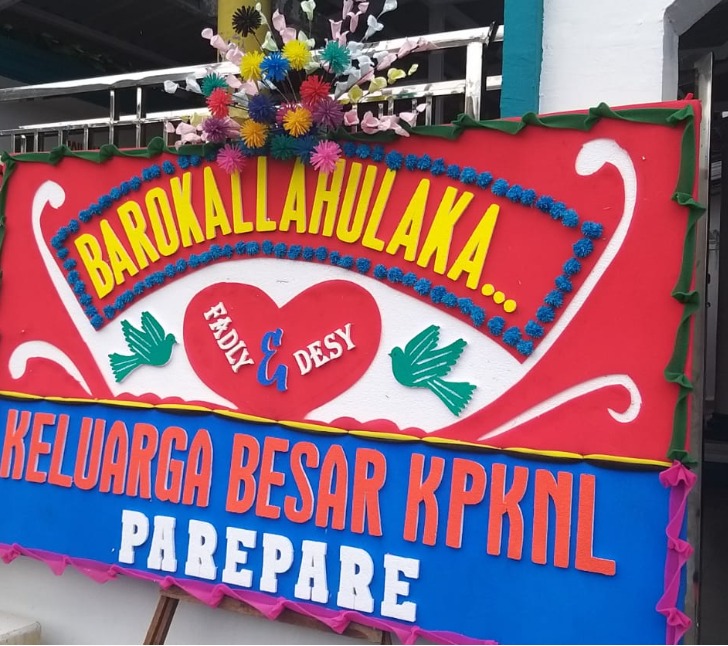 BAROKALLAHULAKA...
FADLY & DESY
KELUARGA BESAR KPKNL
PAREPARE